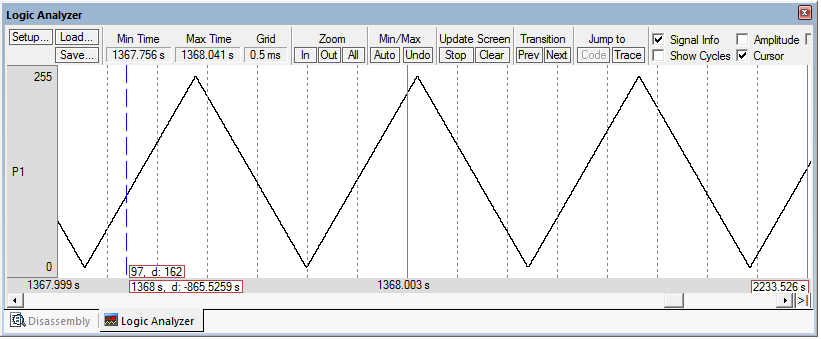 Logic Analyzer
Setup... Load... Min Time Max Time Grid Zoom Min/Max Update Screen Transition Jump to Signal Info Amplitude
Save... 1367.756 s 1368.041 s 0.5 ms In Out All Auto Undo Stop Clear Prev Next Code Trace Show Cycles Cursor
255
P1
0
97, d: 162
1367.999 s 1368 s, d: -865.5259 s 1368.003 s 2233.526 s
Disassembly Logic Analyzer